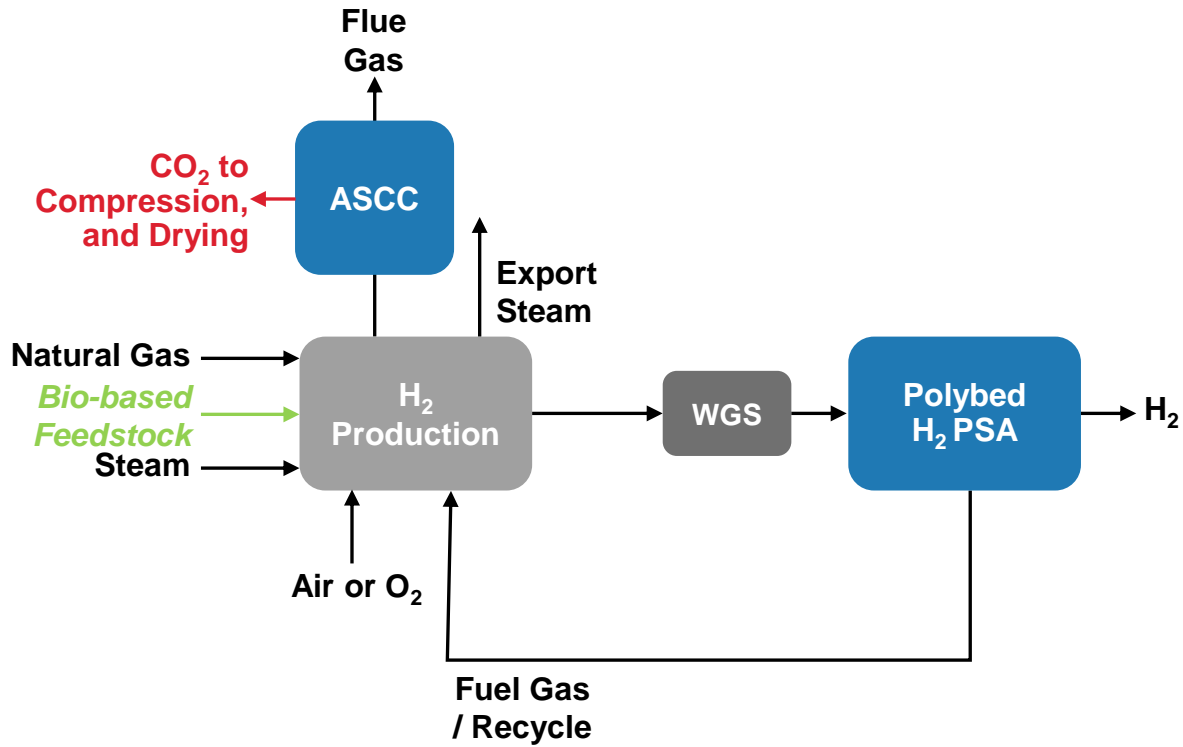 Flue
Gas
CO₂ to
Compression,
and Drying
ASCC
Export
Steam
Natural Gas
Bio-based
Feedstock
Steam
H₂
Production
WGS
Polybed
H₂ PSA
H₂
Air or O₂
Fuel Gas
/ Recycle